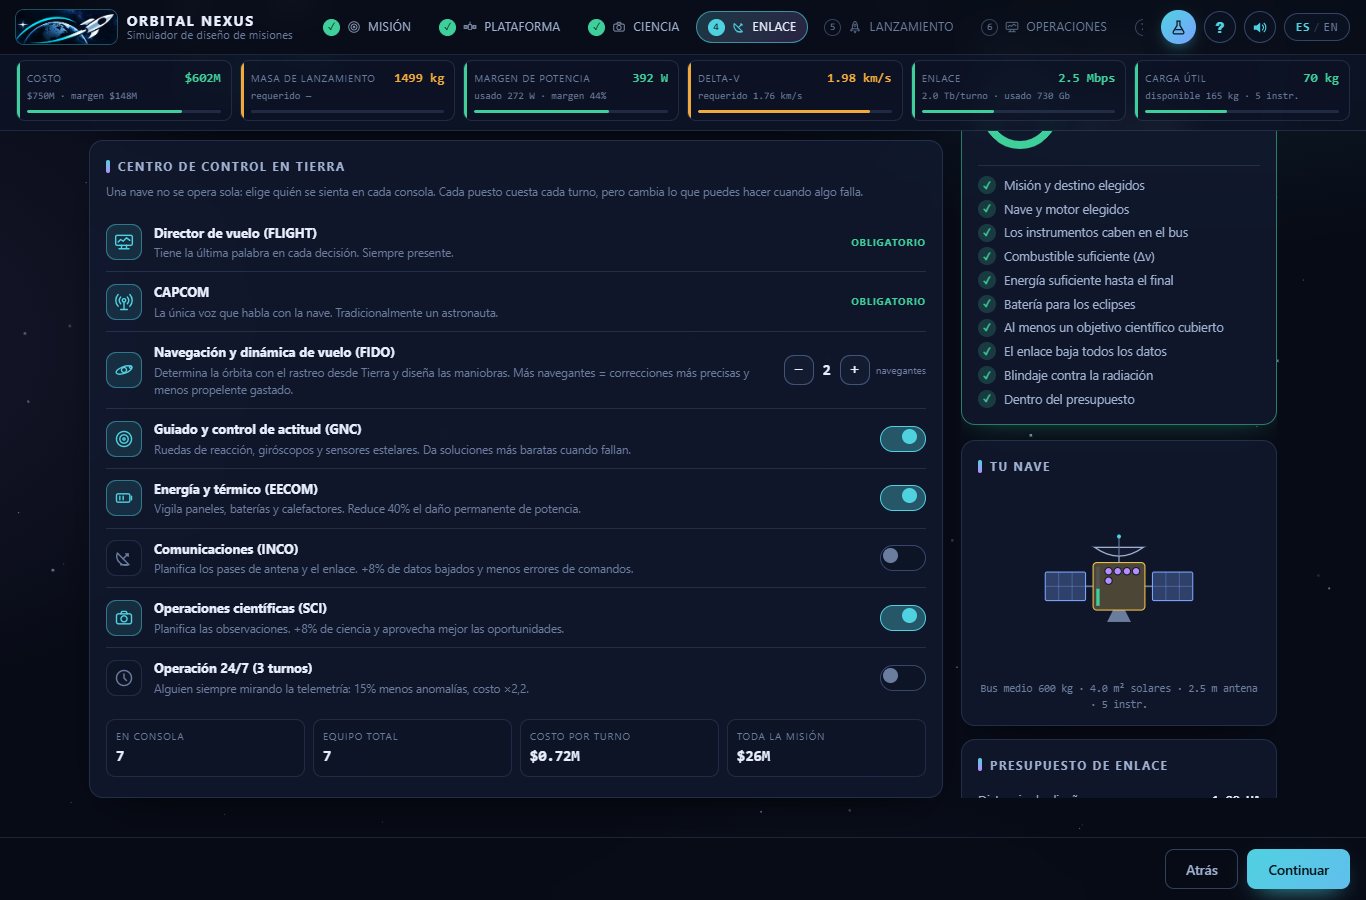 ORBITAL NEXUS
Simulador de diseño de misiones
MISIÓN
PLATAFORMA
CIENCIA
4 ENLACE
5 LANZAMIENTO
6 OPERACIONES
?
ES / EN
COSTO $602M
$750M · margen $148M
MASA DE LANZAMIENTO 1499 kg
requerido —
MARGEN DE POTENCIA 392 W
usado 272 W · margen 44%
DELTA-V 1.98 km/s
requerido 1.76 km/s
ENLACE 2.5 Mbps
2.0 Tb/turno · usado 730 Gb
CARGA ÚTIL 70 kg
disponible 165 kg · 5 instr.
CENTRO DE CONTROL EN TIERRA
Una nave no se opera sola: elige quién se sienta en cada consola. Cada puesto cuesta cada turno, pero cambia lo que puedes hacer cuando algo falla.
Director de vuelo (FLIGHT)
Tiene la última palabra en cada decisión. Siempre presente.
OBLIGATORIO
CAPCOM
La única voz que habla con la nave. Tradicionalmente un astronauta.
OBLIGATORIO
Navegación y dinámica de vuelo (FIDO)
Determina la órbita con el rastreo desde Tierra y diseña las maniobras. Más navegantes = correcciones más precisas y
menos propelente gastado.
− 2 + navegantes
Guiado y control de actitud (GNC)
Ruedas de reacción, giróscopos y sensores estelares. Da soluciones más baratas cuando fallan.
Energía y térmico (EECOM)
Vigila paneles, baterías y calefactores. Reduce 40% el daño permanente de potencia.
Comunicaciones (INCO)
Planifica los pases de antena y el enlace. +8% de datos bajados y menos errores de comandos.
Operaciones científicas (SCI)
Planifica las observaciones. +8% de ciencia y aprovecha mejor las oportunidades.
Operación 24/7 (3 turnos)
Alguien siempre mirando la telemetría: 15% menos anomalías, costo ×2,2.
EN CONSOLA
7
EQUIPO TOTAL
7
COSTO POR TURNO
$0.72M
TODA LA MISIÓN
$26M
Misión y destino elegidos
Nave y motor elegidos
Los instrumentos caben en el bus
Combustible suficiente (Δv)
Energía suficiente hasta el final
Batería para los eclipses
Al menos un objetivo científico cubierto
El enlace baja todos los datos
Blindaje contra la radiación
Dentro del presupuesto
TU NAVE
Bus medio 600 kg · 4.0 m² solares · 2.5 m antena
· 5 instr.
PRESUPUESTO DE ENLACE
Atrás
Continuar